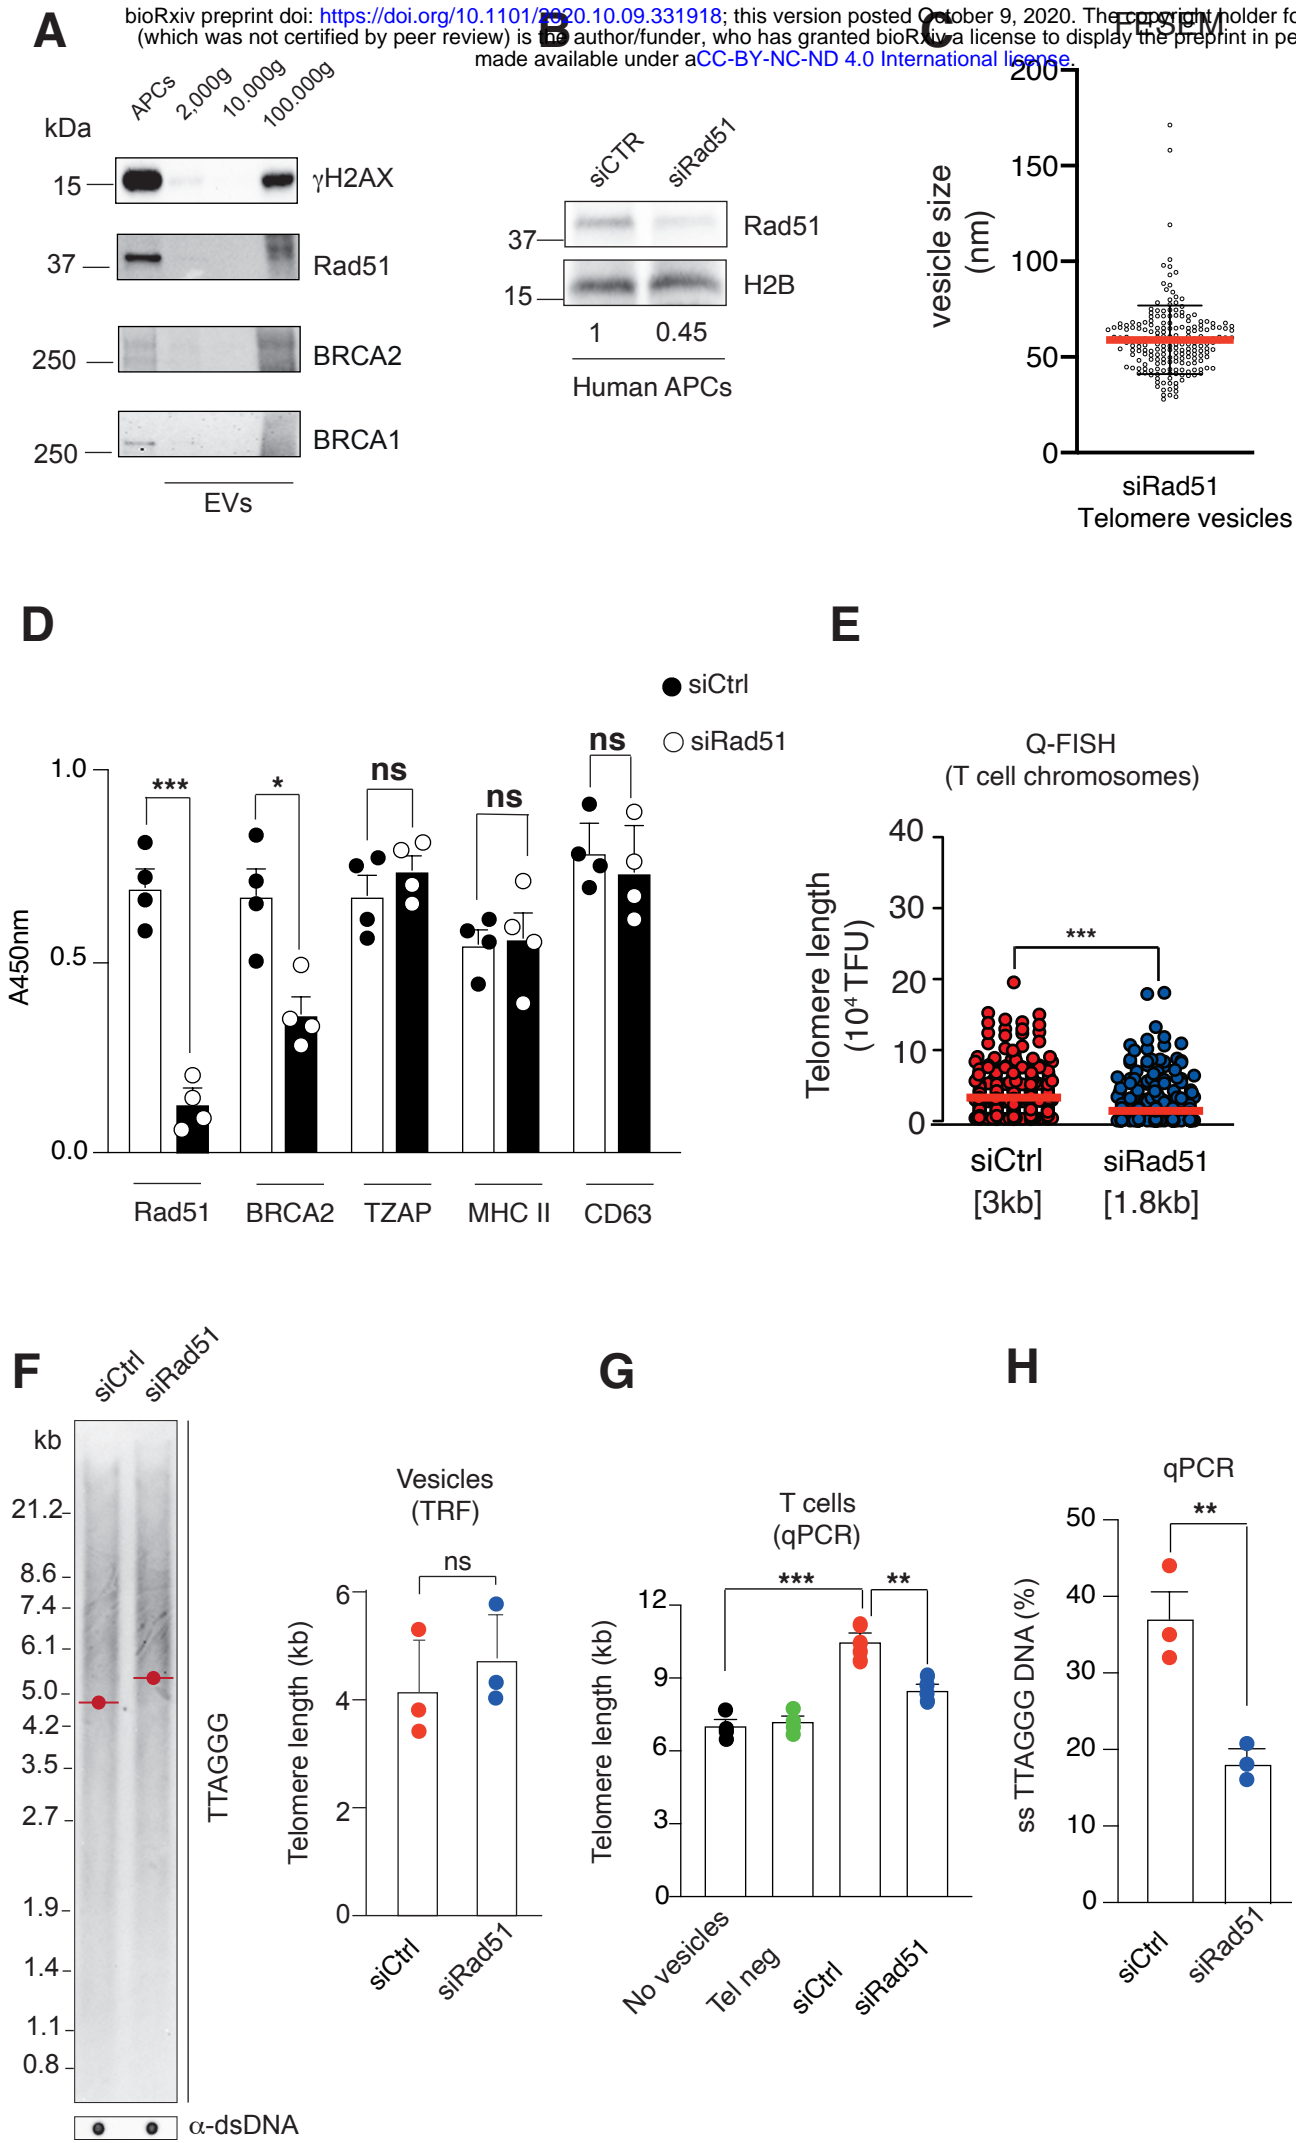 bioRxiv preprint doi: https://doi.org/10.1101/2020.10.09.331918; this version posted October 9, 2020. The copyright holder fo
(which was not certified by peer review) is the author/funder, who has granted bioRxiv a license to display the preprint in pe
made available under aCC-BY-NC-ND 4.0 International license.
A
APCs 2,000g 10.000g 100.000g
kDa
15 γH2AX
37 Rad51
250 BRCA2
250 BRCA1
EVs
B
siCTR siRad51
37 Rad51
15 H2B
1 0.45
Human APCs
C
FESEM
vesicle size
(nm)
200
150
100
50
0
siRad51
Telomere vesicles
D
siCtrl
siRad51
A450nm
1.0
0.5
0.0
*** * ns ns ns
Rad51 BRCA2 TZAP MHC II CD63
E
Q-FISH
(T cell chromosomes)
Telomere length
(10⁴ TFU)
40
30
20
10
0
***
siCtrl siRad51
[3kb] [1.8kb]
F
siCtrl siRad51
kb
21.2
8.6
7.4
6.1
5.0
4.2
3.5
2.7
1.9
1.4
1.1
0.8
TTAGGG
α-dsDNA
Vesicles
(TRF)
ns
Telomere length (kb)
6
4
2
0
siCtrl siRad51
G
T cells
(qPCR)
*** **
Telomere length (kb)
12
9
6
3
0
No vesicles Tel neg siCtrl siRad51
H
qPCR
**
ss TTAGGG DNA (%)
50
40
30
20
10
0
siCtrl siRad51